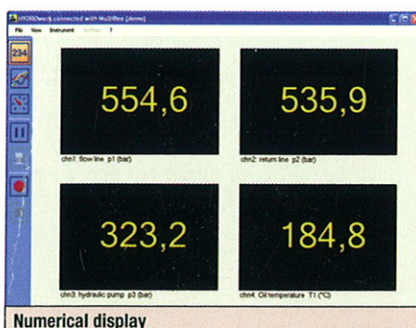 HYDROwork connected with Multiflex [demo]
File View Instrument Settings ?
234
554,6 535,9
chn1: flow line p1 (bar) chn2: return line p2 (bar)
323,2 184,8
chn3: hydraulic pump p3 (bar) chn4: Oil temperature T1 (°C)
Numerical display